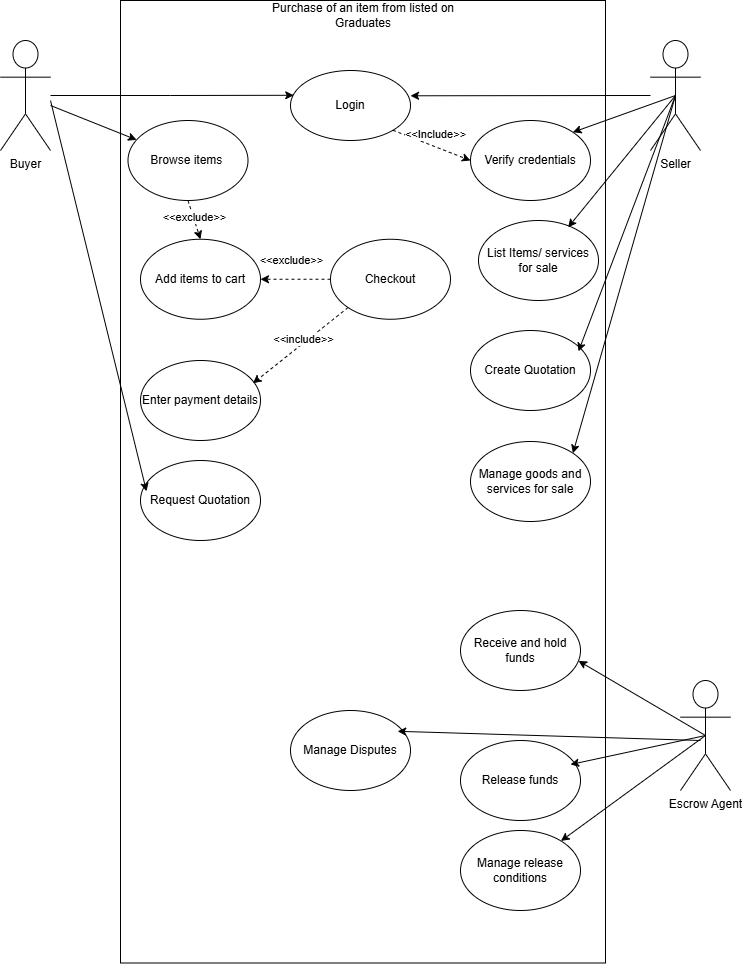 Purchase of an item from listed on
Graduates
Login
<<Include>>
Buyer
Browse items
Verify credentials
Seller
<<exclude>>
List Items/ services
for sale
<<exclude>>
Add items to cart
Checkout
<<include>>
Create Quotation
Enter payment details
Manage goods and
services for sale
Request Quotation
Receive and hold
funds
Manage Disputes
Release funds
Escrow Agent
Manage release
conditions